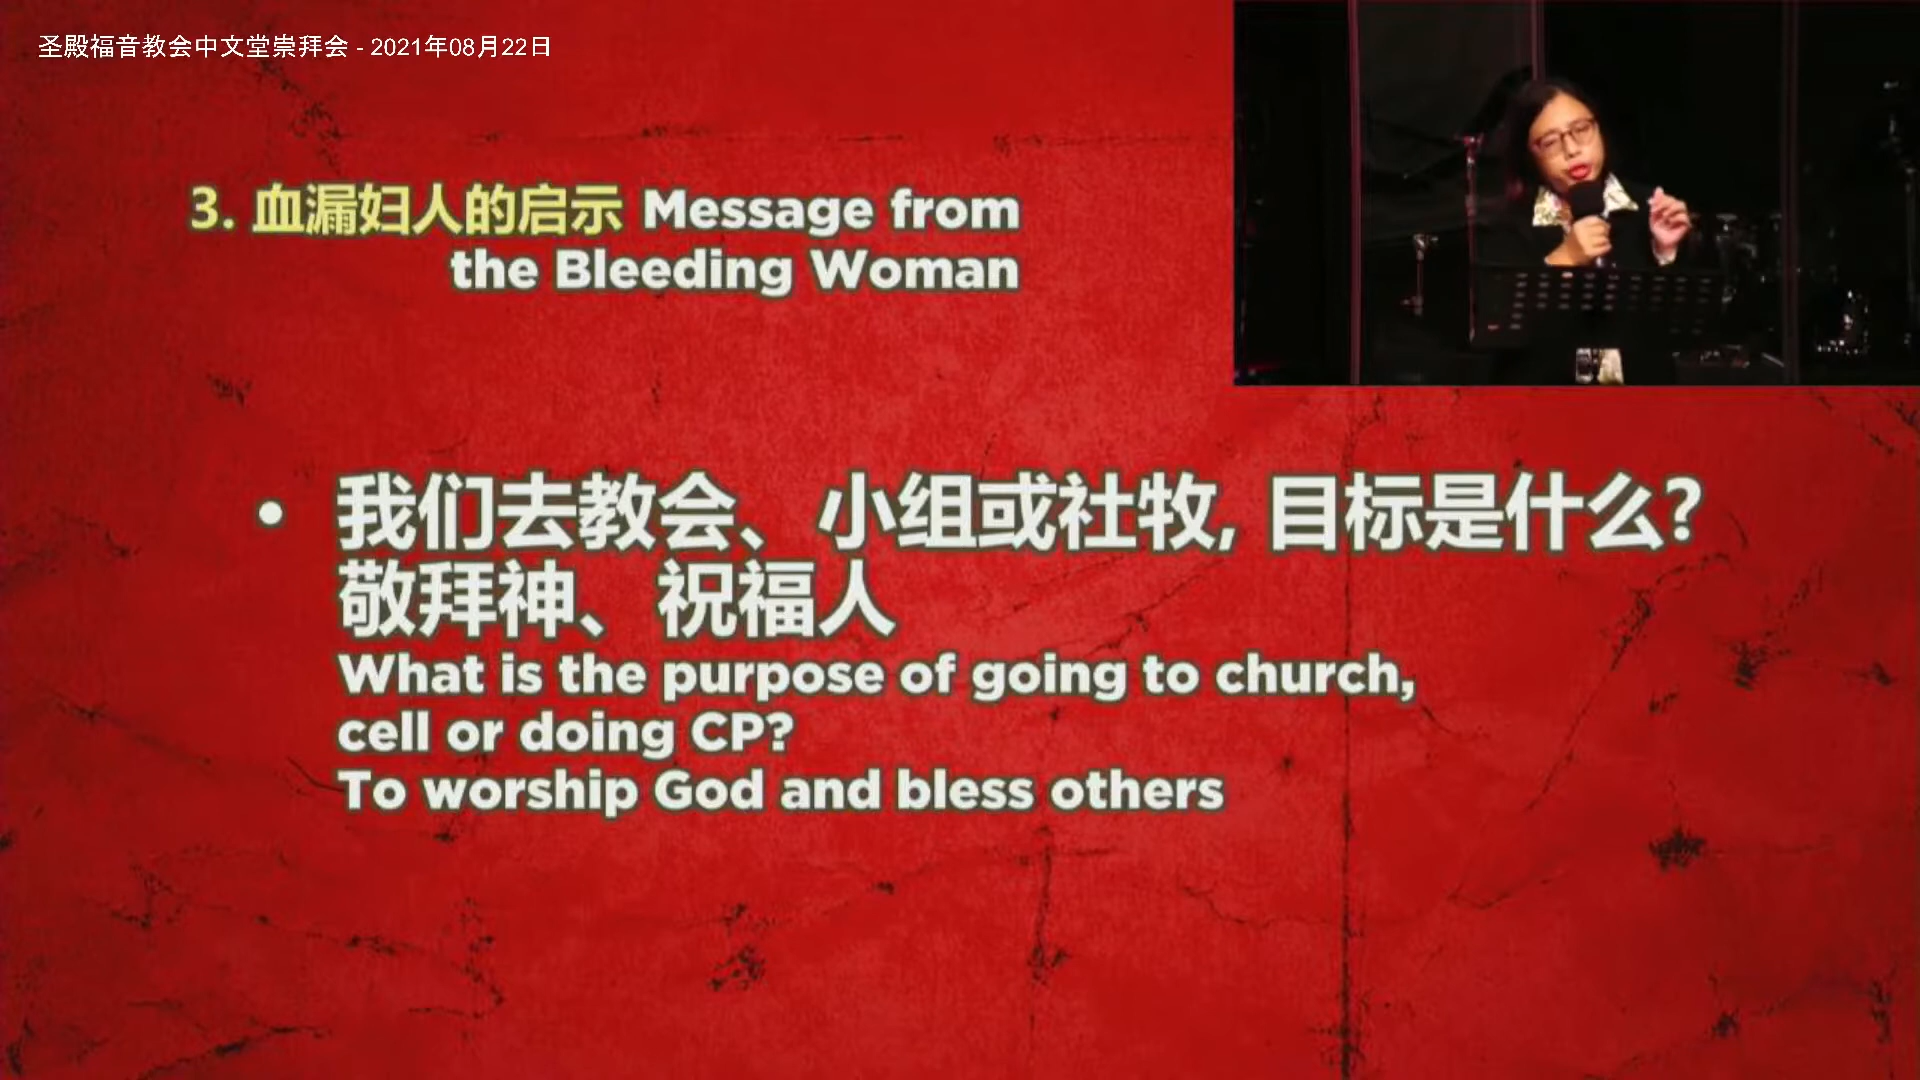 圣殿福音教会中文堂崇拜会 - 2021年08月22日
3. 血漏妇人的启示 Message from
the Bleeding Woman
• 我们去教会、小组或社牧, 目标是什么?
敬拜神、祝福人
What is the purpose of going to church,
cell or doing CP?
To worship God and bless others